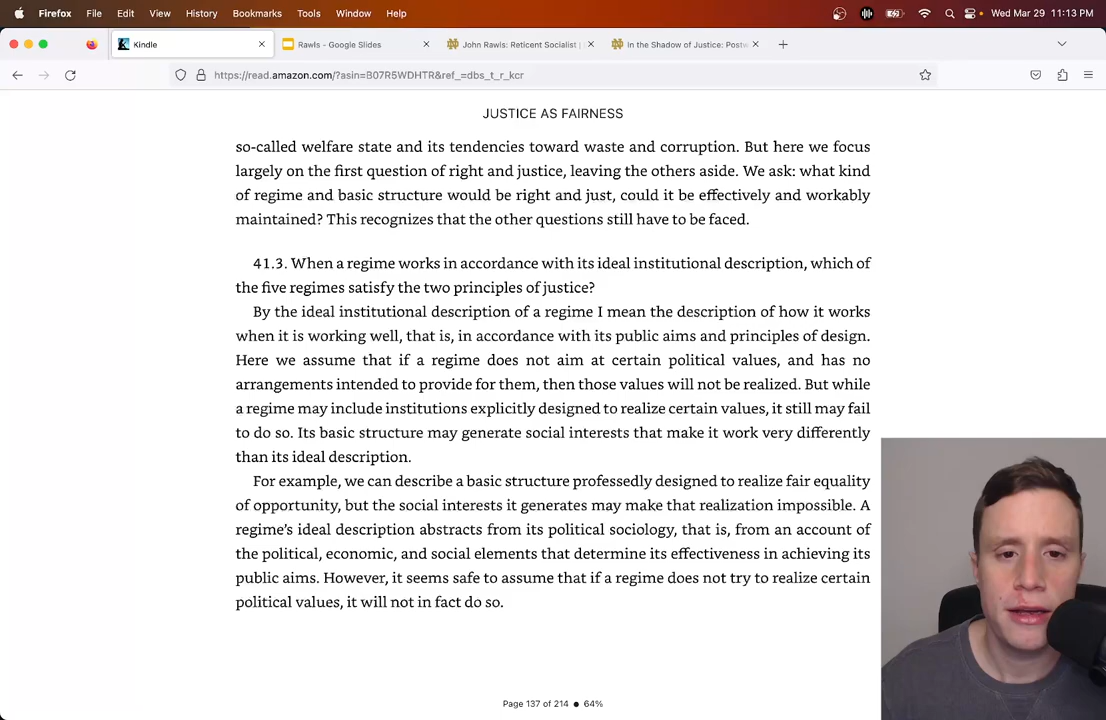 Firefox File Edit View History Bookmarks Tools Window Help Wed Mar 29 11:13 PM
Kindle Rawls - Google Slides John Rawls: Reticent Socialist | In the Shadow of Justice: Postw
https://read.amazon.com/?asin=B07R5WDHTR&ref_=dbs_t_r_kcr
JUSTICE AS FAIRNESS
so-called welfare state and its tendencies toward waste and corruption. But here we focus
largely on the first question of right and justice, leaving the others aside. We ask: what kind
of regime and basic structure would be right and just, could it be effectively and workably
maintained? This recognizes that the other questions still have to be faced.
41.3. When a regime works in accordance with its ideal institutional description, which of
the five regimes satisfy the two principles of justice?
By the ideal institutional description of a regime I mean the description of how it works
when it is working well, that is, in accordance with its public aims and principles of design.
Here we assume that if a regime does not aim at certain political values, and has no
arrangements intended to provide for them, then those values will not be realized. But while
a regime may include institutions explicitly designed to realize certain values, it still may fail
to do so. Its basic structure may generate social interests that make it work very differently
than its ideal description.
For example, we can describe a basic structure professedly designed to realize fair equality
of opportunity, but the social interests it generates may make that realization impossible. A
regime's ideal description abstracts from its political sociology, that is, from an account of
the political, economic, and social elements that determine its effectiveness in achieving its
public aims. However, it seems safe to assume that if a regime does not try to realize certain
political values, it will not in fact do so.
Page 137 of 214 ● 64%